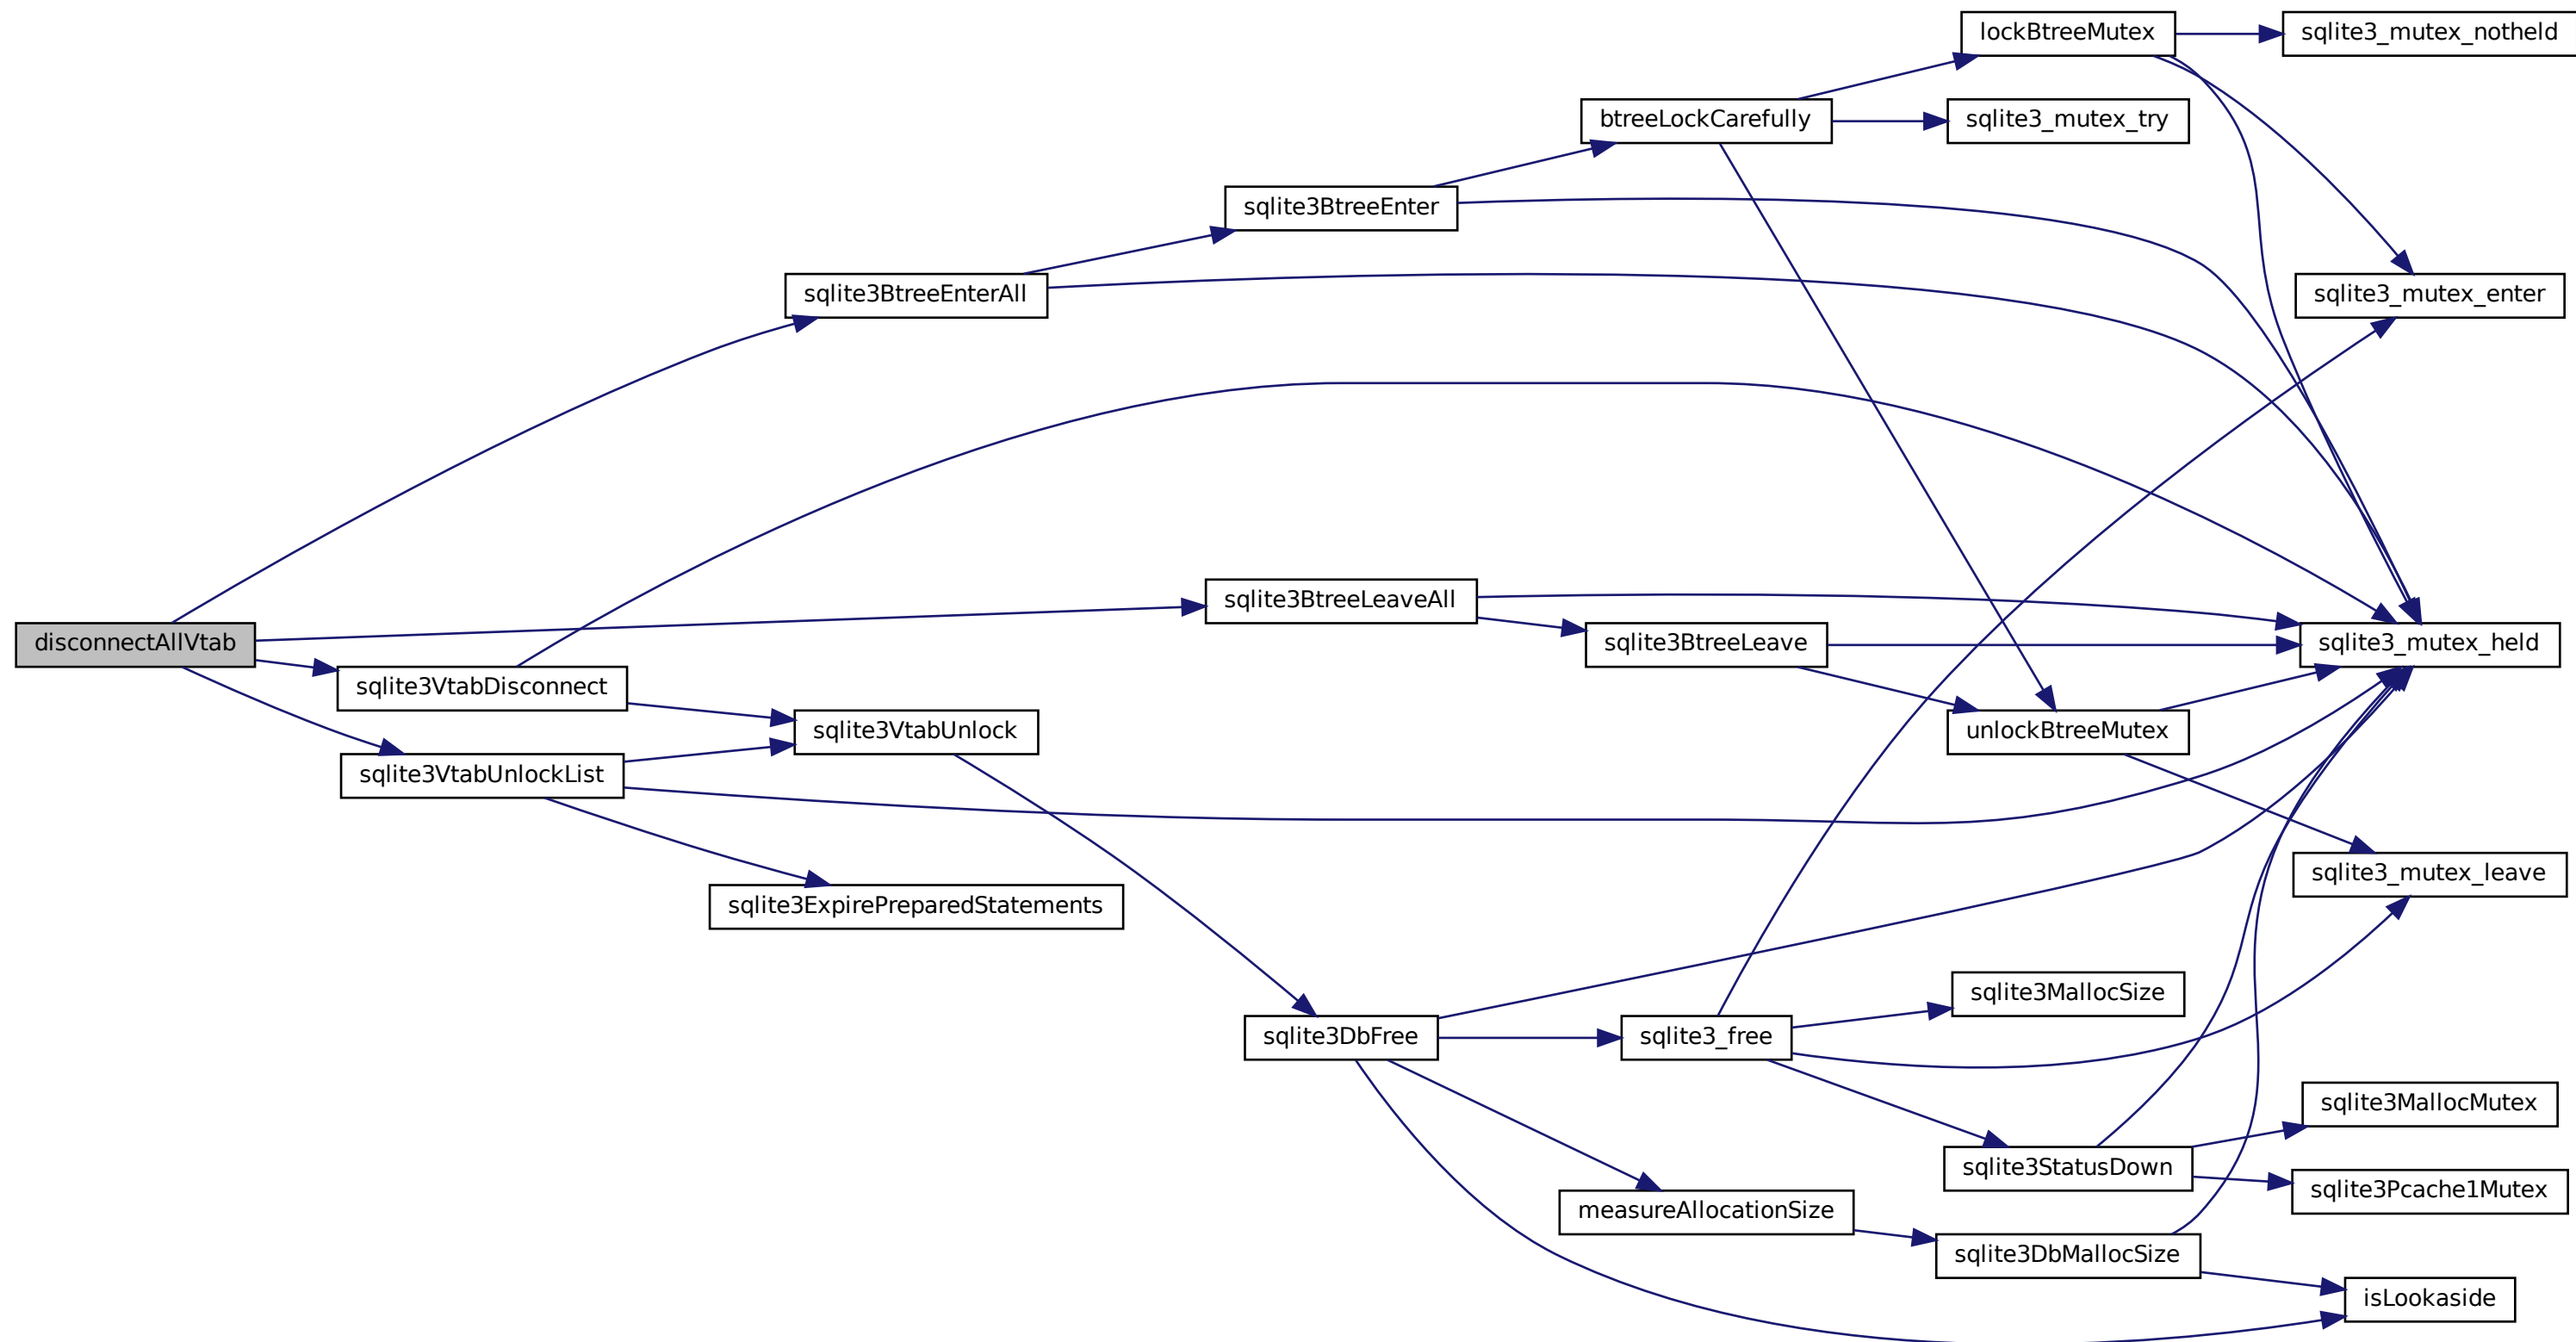 lockBtreeMutex
sqlite3_mutex_notheld
btreeLockCarefully
sqlite3_mutex_try
sqlite3BtreeEnter
sqlite3BtreeEnterAll
sqlite3_mutex_enter
sqlite3BtreeLeaveAll
disconnectAllVtab
sqlite3BtreeLeave
sqlite3_mutex_held
sqlite3VtabDisconnect
sqlite3VtabUnlock
unlockBtreeMutex
sqlite3VtabUnlockList
sqlite3_mutex_leave
sqlite3ExpirePreparedStatements
sqlite3MallocSize
sqlite3DbFree
sqlite3_free
sqlite3MallocMutex
sqlite3StatusDown
sqlite3Pcache1Mutex
measureAllocationSize
sqlite3DbMallocSize
isLookaside